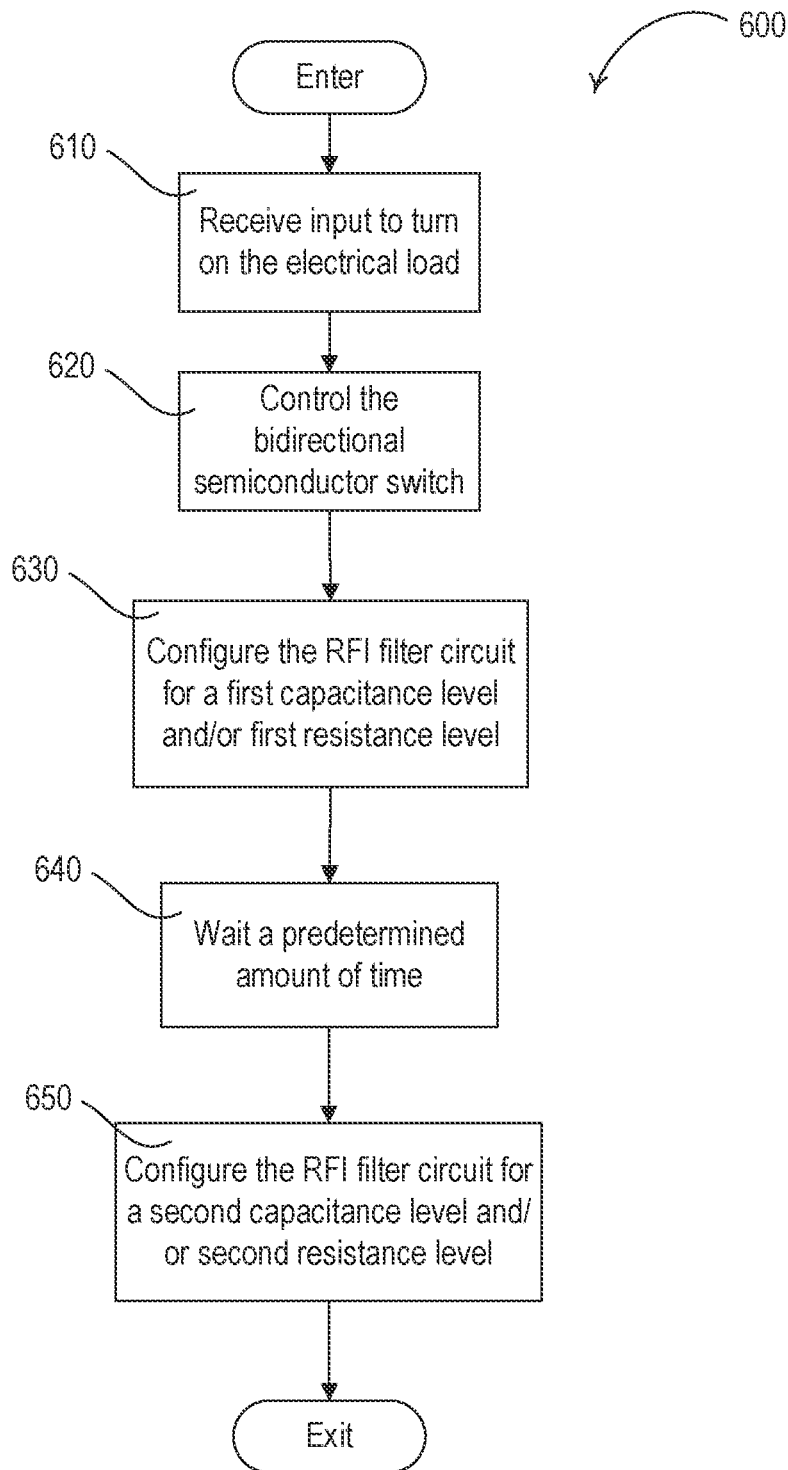 600
Enter
610
Receive input to turn
on the electrical load
620
Control the
bidirectional
semiconductor switch
630
Configure the RFI filter circuit
for a first capacitance level
and/or first resistance level
640
Wait a predetermined
amount of time
650
Configure the RFI filter circuit for
a second capacitance level and/
or second resistance level
Exit